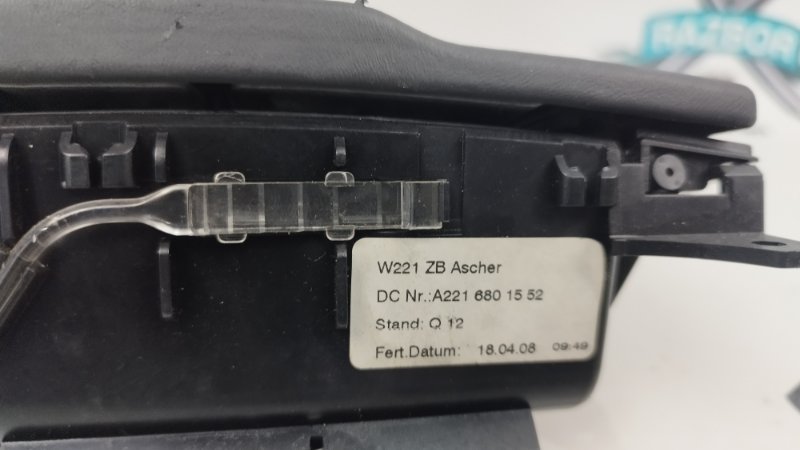 RAZBOR
W221 ZB Ascher
DC Nr.:A221 680 15 52
Stand: Q 12
Fert.Datum: 18.04.08 09:49